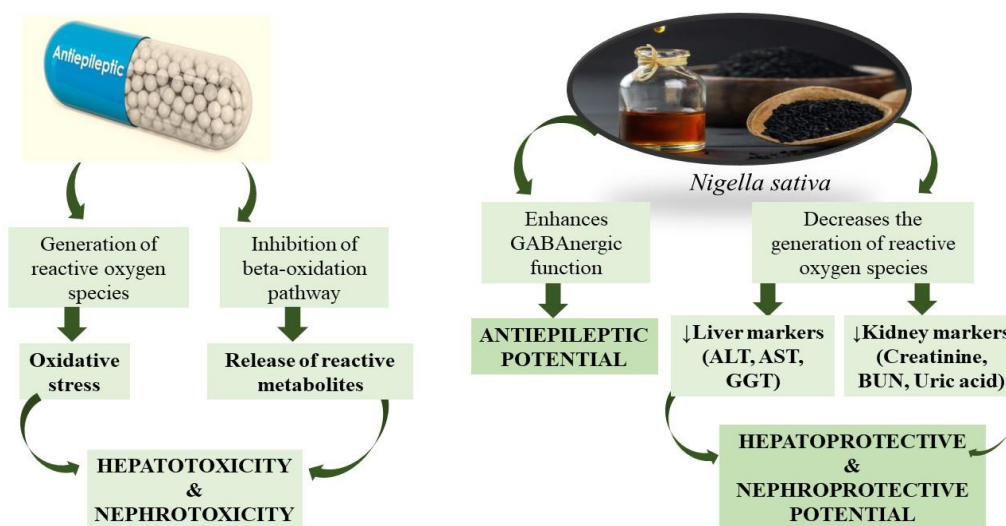 Antiepileptic
Generation of
reactive oxygen
species
Inhibition of
beta-oxidation
pathway
Oxidative
stress
Release of reactive
metabolites
HEPATOTOXICITY
&
NEPHROTOXICITY
Nigella sativa
Enhances
GABAnergic
function
Decreases the
generation of reactive
oxygen species
ANTIEPILEPTIC
POTENTIAL
↓Liver markers
(ALT, AST,
GGT)
↓Kidney markers
(Creatinine,
BUN, Uric acid)
HEPATOPROTECTIVE
&
NEPHROPROTECTIVE
POTENTIAL